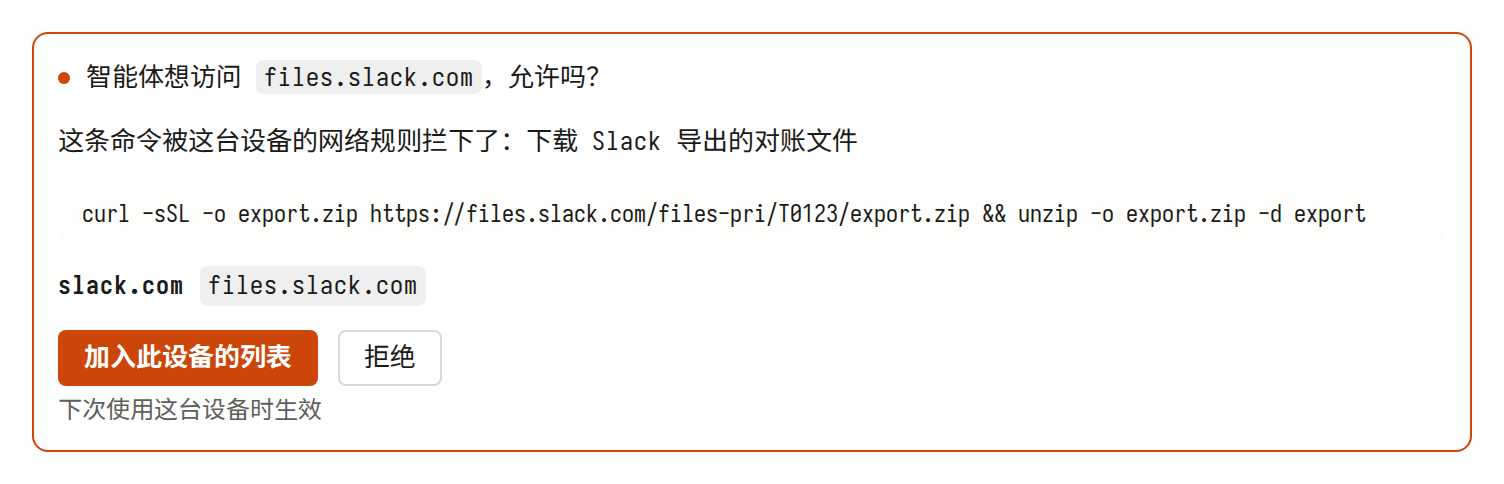 智能体想访问 files.slack.com，允许吗？
这条命令被这台设备的网络规则拦下了：下载 Slack 导出的对账文件
curl -sSL -o export.zip https://files.slack.com/files-pri/T0123/export.zip && unzip -o export.zip -d export
slack.com files.slack.com
加入此设备的列表 拒绝
下次使用这台设备时生效